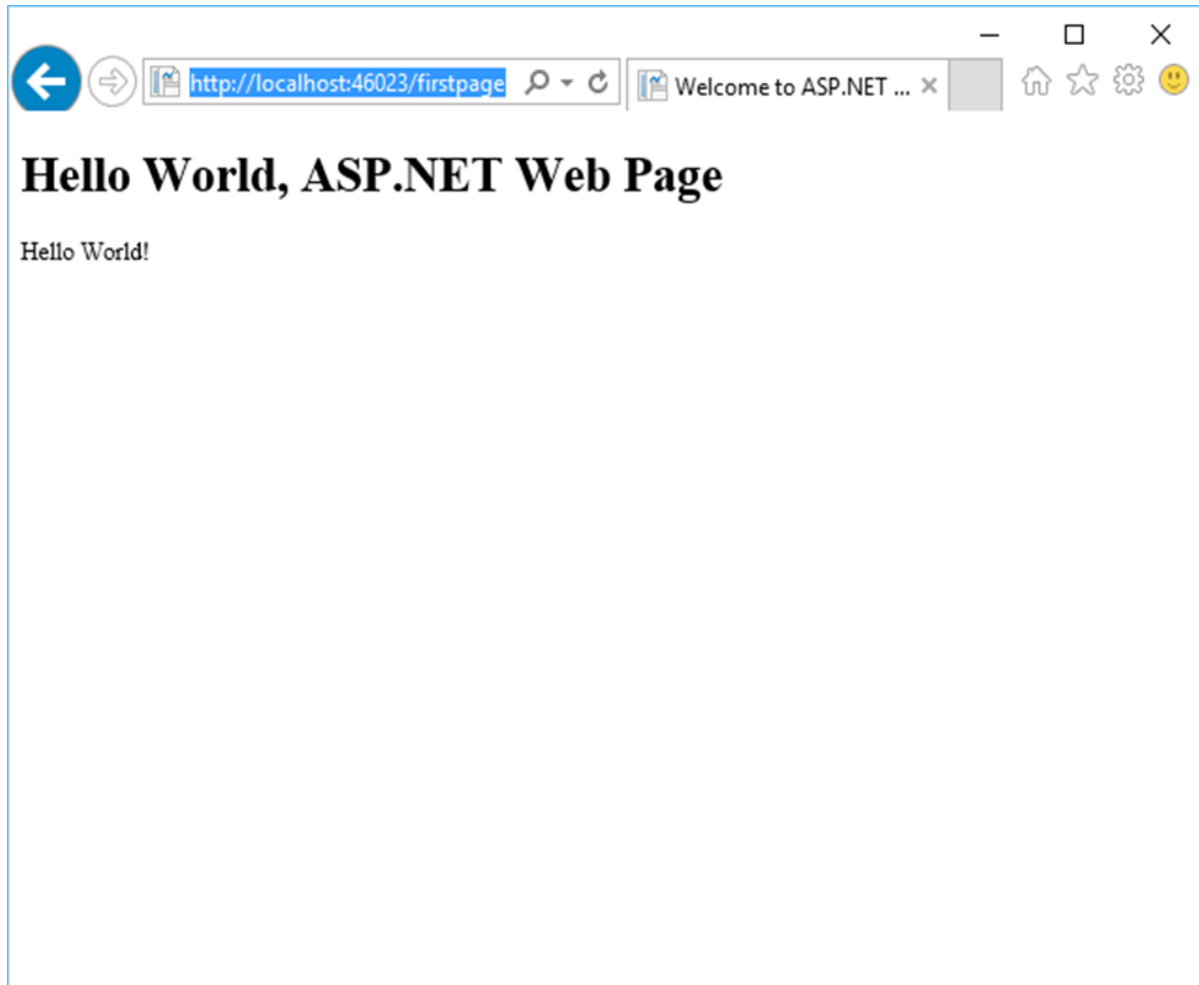 http://localhost:46023/firstpage
Welcome to ASP.NET ...
Hello World, ASP.NET Web Page
Hello World!